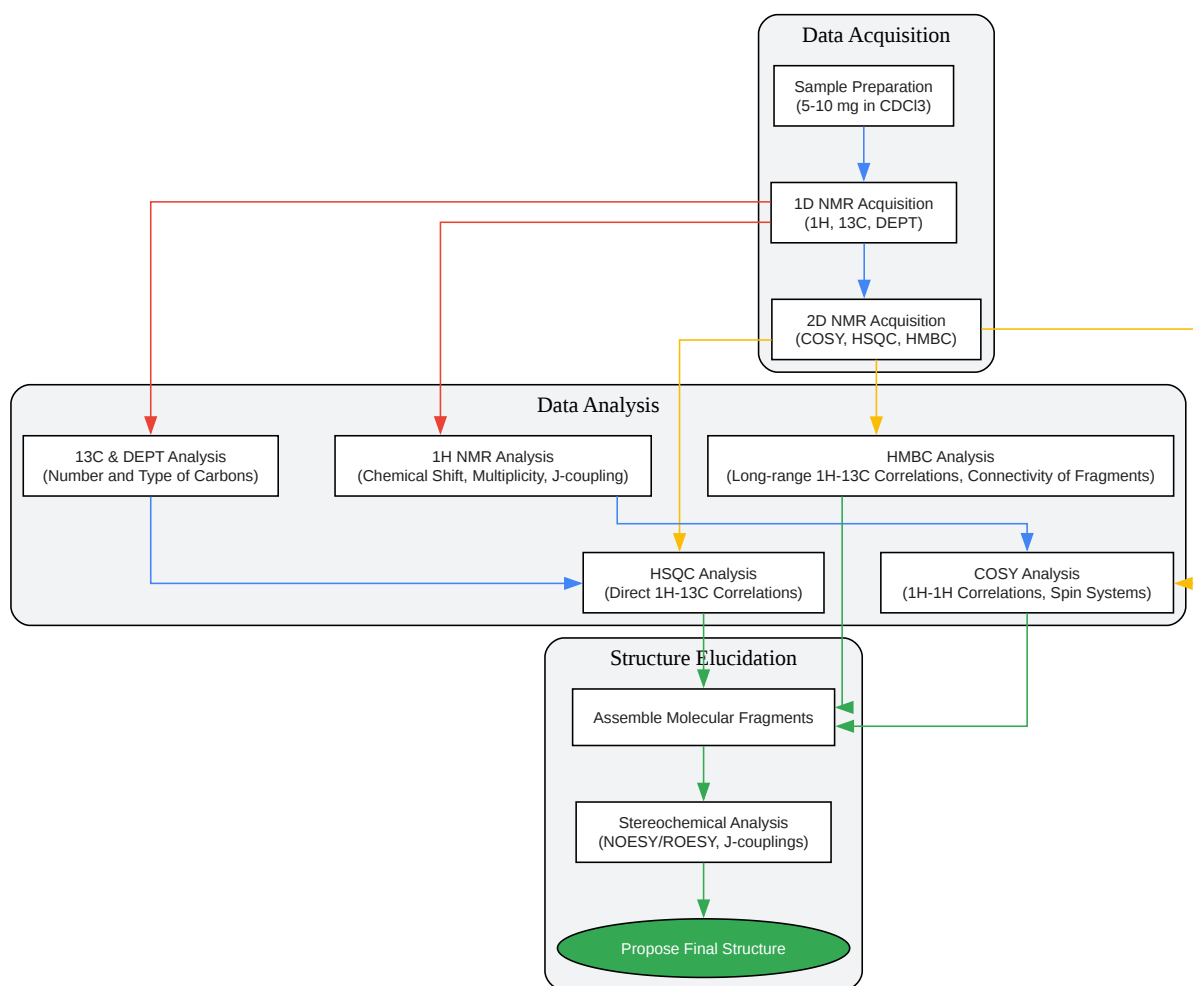 Data Acquisition
Sample Preparation
(5-10 mg in CDCl3)
1D NMR Acquisition
(1H, 13C, DEPT)
2D NMR Acquisition
(COSY, HSQC, HMBC)
Data Analysis
13C & DEPT Analysis
(Number and Type of Carbons)
1H NMR Analysis
(Chemical Shift, Multiplicity, J-coupling)
HMBC Analysis
(Long-range 1H-13C Correlations, Connectivity of Fragments)
HSQC Analysis
(Direct 1H-13C Correlations)
COSY Analysis
(1H-1H Correlations, Spin Systems)
Structure Elucidation
Assemble Molecular Fragments
Stereochemical Analysis
(NOESY/ROESY, J-couplings)
Propose Final Structure